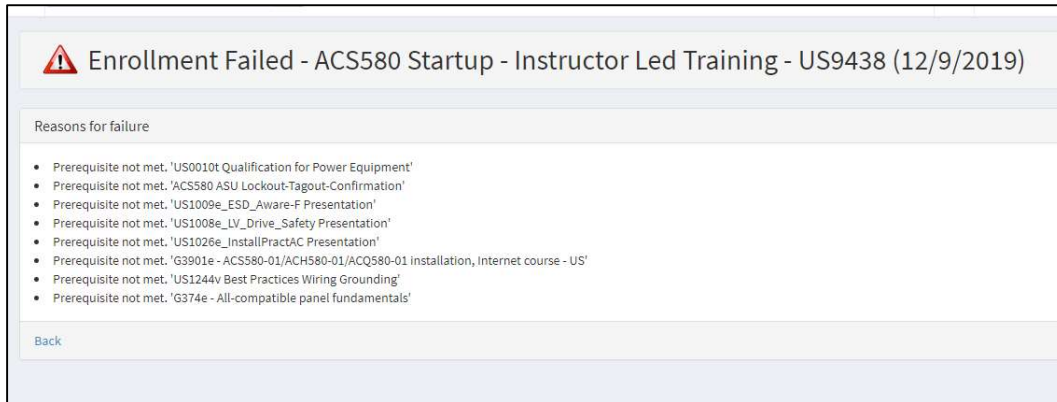 Enrollment Failed - ACS580 Startup - Instructor Led Training - US9438 (12/9/2019)
Reasons for failure
• Prerequisite not met. 'US0010t Qualification for Power Equipment'
• Prerequisite not met. 'ACS580 ASU Lockout-Tagout-Confirmation'
• Prerequisite not met. 'US1009e_ESD_Aware-F Presentation'
• Prerequisite not met. 'US1008e_LV_Drive_Safety Presentation'
• Prerequisite not met. 'US1026e_InstallPractAC Presentation'
• Prerequisite not met. 'G3901e - ACS580-01/ACH580-01/ACQ580-01 installation, Internet course - US'
• Prerequisite not met. 'US1244v Best Practices Wiring Grounding'
• Prerequisite not met. 'G374e - All-compatible panel fundamentals'
Back